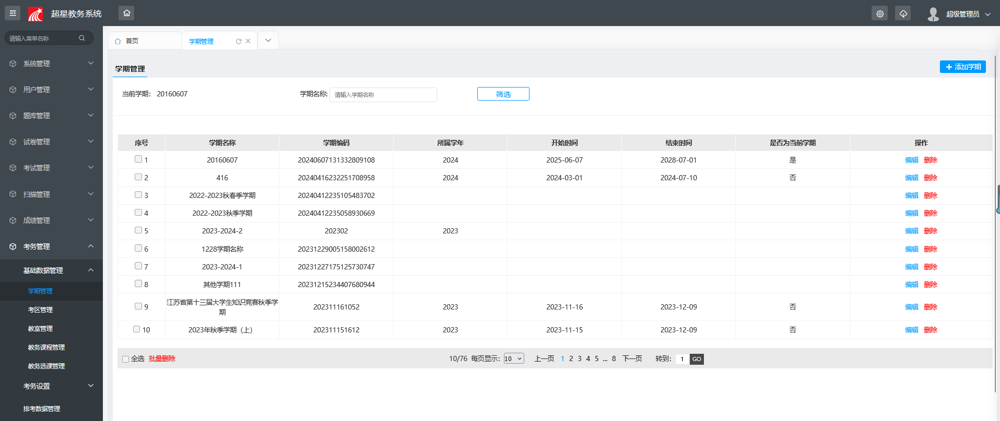 超星教务系统
超级管理员
请输入菜单名称
系统管理
用户管理
题库管理
试卷管理
考试管理
扫描管理
成绩管理
考务管理
基础数据管理
学期管理
考区管理
教室管理
教务课程管理
教务选课管理
考务设置
排考数据管理
首页
学期管理
学期管理
添加学期
当前学期： 20160607
学期名称: 请输入学期名称
筛选
序号 学期名称 学期编码 所属学年 开始时间 结束时间 是否为当前学期 操作
1 20160607 20240607131332809108 2024 2025-06-07 2028-07-01 是 编辑 删除
2 416 20240416232251708958 2024 2024-03-01 2024-07-10 否 编辑 删除
3 2022-2023秋春季学期 20240412235105483702 编辑 删除
4 2022-2023秋季学期 20240412235058930669 编辑 删除
5 2023-2024-2 202302 2023 编辑 删除
6 1228学期名称 20231229005158002612 编辑 删除
7 2023-2024-1 20231227175125730747 编辑 删除
8 其他学期111 20231215234407680944 编辑 删除
9 江苏省第十三届大学生知识竞赛秋季学期 202311161052 2023 2023-11-16 2023-12-09 否 编辑 删除
10 2023年秋季学期（上） 202311151612 2023 2023-11-15 2023-12-09 否 编辑 删除
全选 批量删除 10/76 每页显示: 10 上一页 1 2 3 4 5 ... 8 下一页 转到: 1 GO